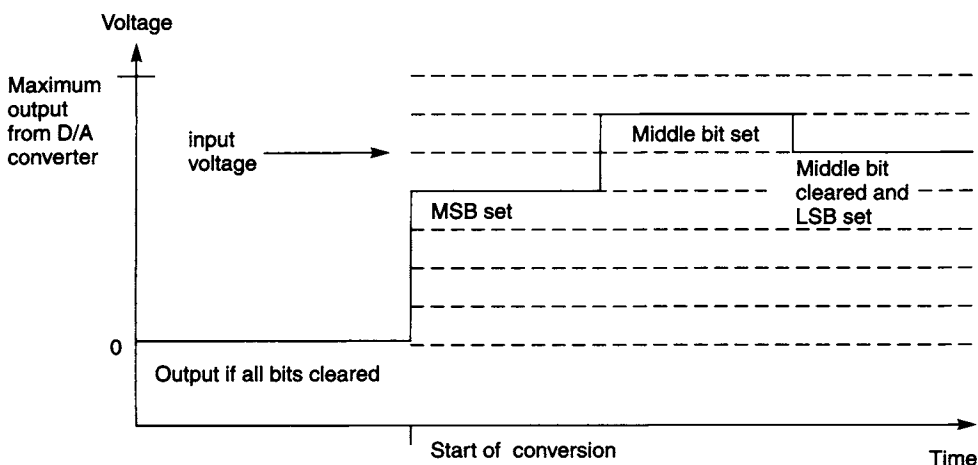 Voltage
Maximum
output
from D/A
converter
input
voltage
Middle bit set
Middle bit
cleared and
LSB set
MSB set
0
Output if all bits cleared
Start of conversion
Time